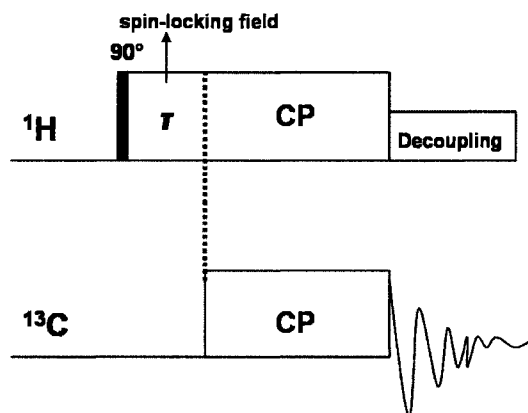 spin-locking field
90°
¹H
τ
CP
Decoupling
¹³C
CP